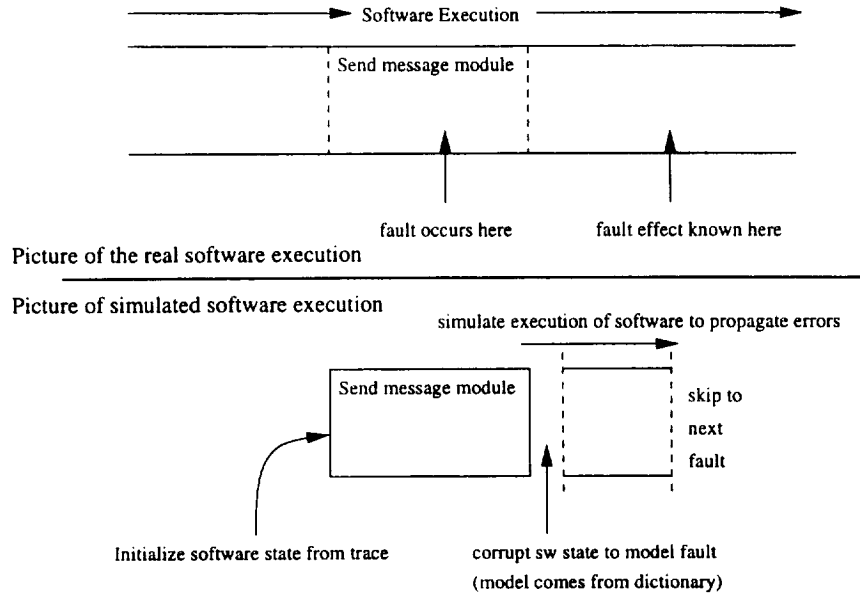 Software Execution
Send message module
fault occurs here
fault effect known here
Picture of the real software execution
Picture of simulated software execution
simulate execution of software to propagate errors
Send message module
skip to
next
fault
Initialize software state from trace
corrupt sw state to model fault
(model comes from dictionary)